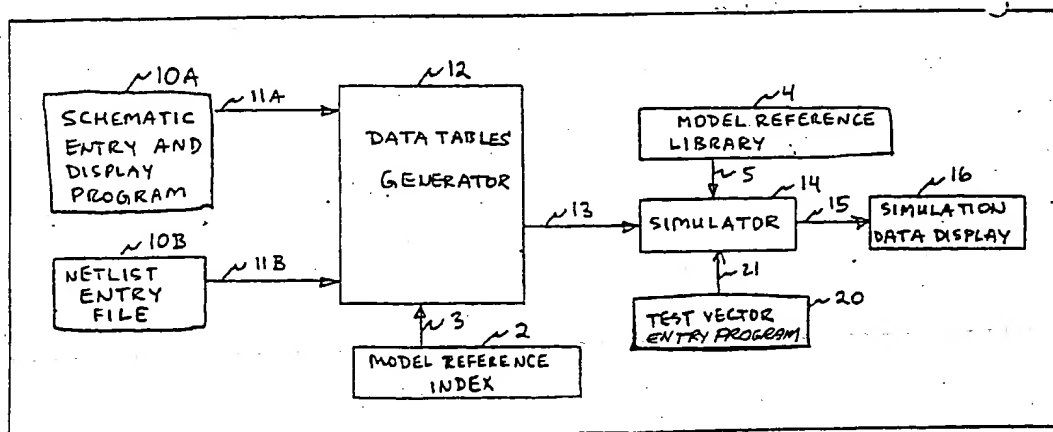 10A
SCHEMATIC
ENTRY AND
DISPLAY
PROGRAM
11A
10B
NETLIST
ENTRY
FILE
11B
12
DATA TABLES
GENERATOR
3
2
MODEL REFERENCE
INDEX
13
4
MODEL REFERENCE
LIBRARY
5
14
SIMULATOR
15
16
SIMULATION
DATA DISPLAY
21
20
TEST VECTOR
ENTRY PROGRAM